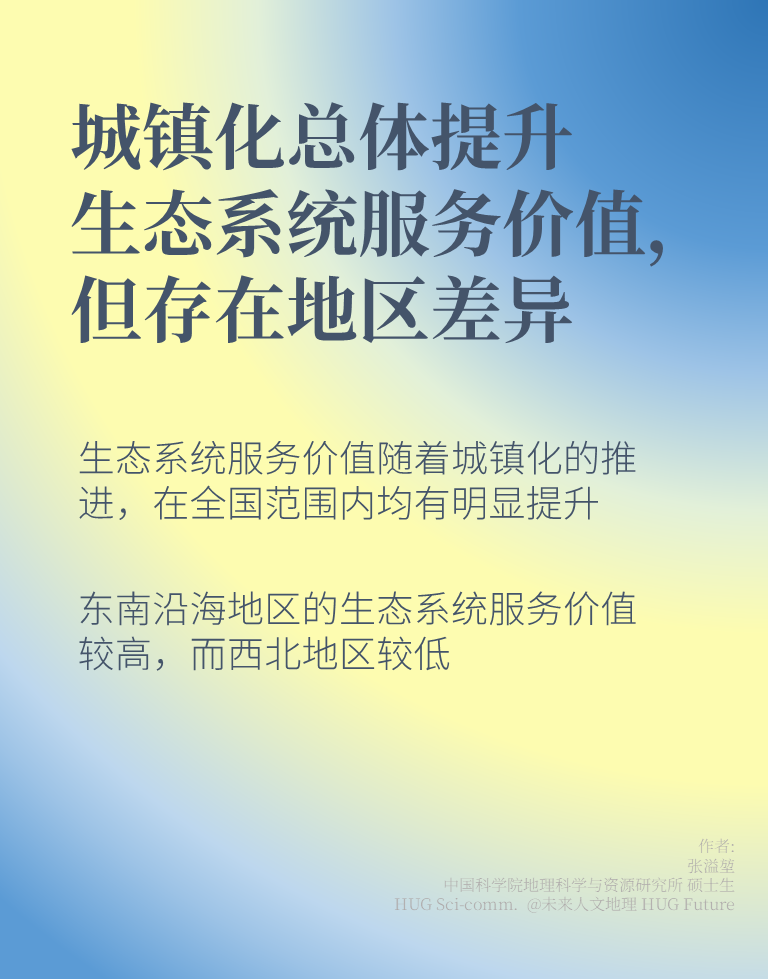 城镇化总体提升
生态系统服务价值，
但存在地区差异
生态系统服务价值随着城镇化的推
进，在全国范围内均有明显提升
东南沿海地区的生态系统服务价值
较高，而西北地区较低
作者:
张溢堃
中国科学院地理科学与资源研究所 硕士生
HUG Sci-comm. @未来人文地理 HUG Future